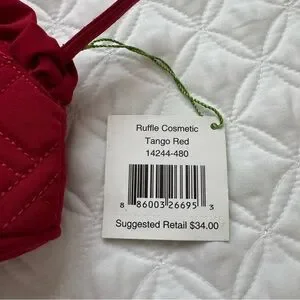 Ruffle Cosmetic
Tango Red
14244-480
8 86003 26695 3
Suggested Retail $34.00